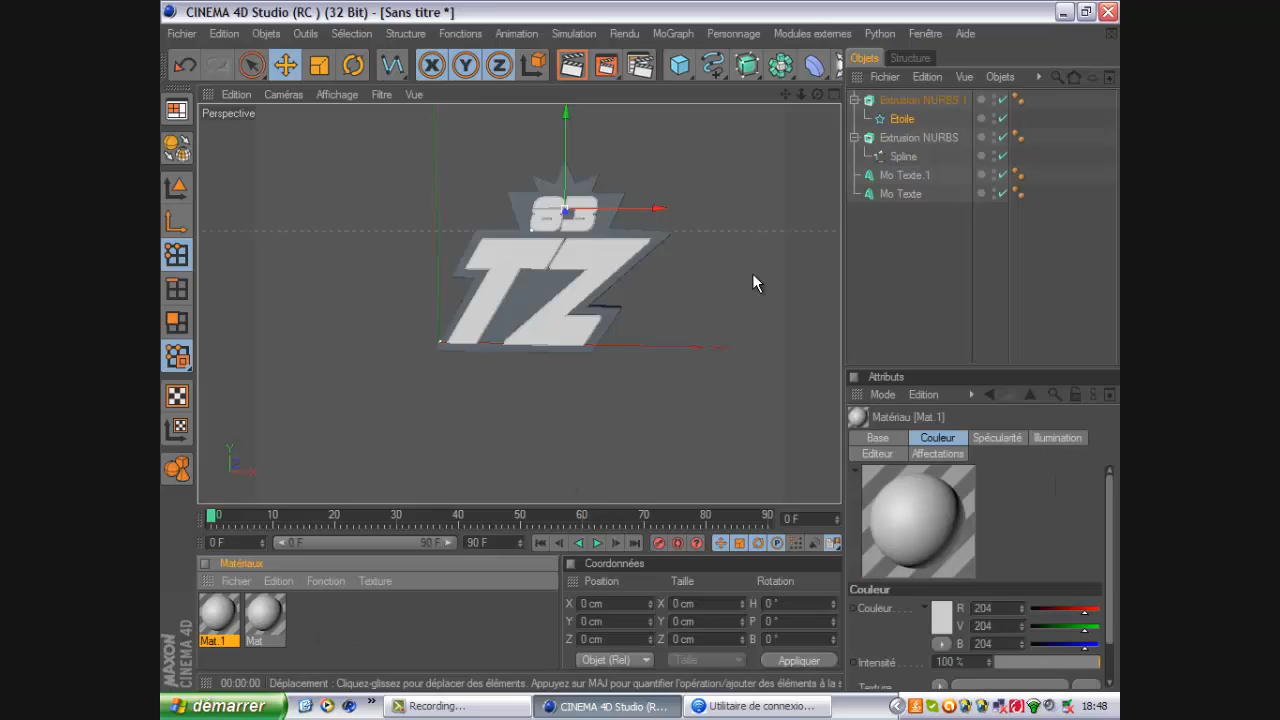 CINEMA 4D Studio (RC ) (32 Bit) - [Sans titre *]
Fichier Edition Objets Outils Sélection Structure Fonctions Animation Simulation Rendu MoGraph Personnage Modules externes Python Fenêtre Aide
X Y Z
Objets Structure
Fichier Edition Vue Objets
Edition Caméras Affichage Filtre Vue
Perspective
Extrusion NURBS 1
Etoile
Extrusion NURBS
Spline
Mo Texte.1
Mo Texte
83
TZ
Y
X
Attributs
Mode Edition
Matériau [Mat.1]
Base Couleur Spécularité Illumination
Editeur Affectations
0 10 20 30 40 50 60 70 80 90 0 F
0 F 0 F 90 F 90 F
Matériaux
Fichier Edition Fonction Texture
Mat.1 Mat
Coordonnées
Position Taille Rotation
X 0 cm X 0 cm H 0 °
Y 0 cm Y 0 cm P 0 °
Z 0 cm Z 0 cm B 0 °
Objet (Rel) Taille Appliquer
Couleur
Couleur. . . . R 204
V 204
B 204
Intensité 100 %
Texture
MAXON
CINEMA 4D
00:00:00 Déplacement : Cliquez-glissez pour déplacer des éléments. Appuyez sur MAJ pour quantifier l'opération/ajouter des éléments à la s
démarrer Recording... CINEMA 4D Studio (R... Utilitaire de connexio... 18:48